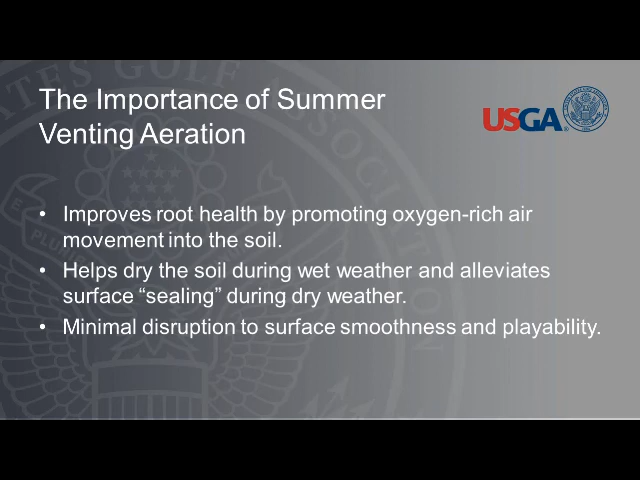 The Importance of Summer
Venting Aeration
USGA
• Improves root health by promoting oxygen-rich air
movement into the soil.
• Helps dry the soil during wet weather and alleviates
surface “sealing” during dry weather.
• Minimal disruption to surface smoothness and playability.